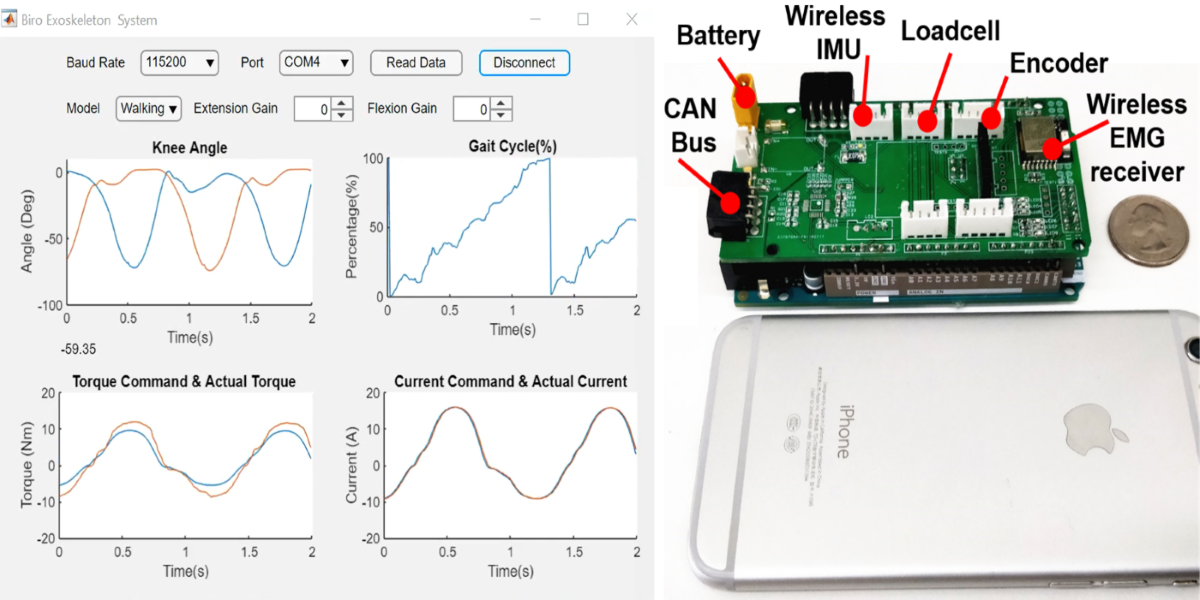 Biro Exoskeleton System
Baud Rate 115200 Port COM4 Read Data Disconnect
Model Walking Extension Gain 0 Flexion Gain 0
Knee Angle
0
-50
-100
Angle (Deg)
0 0.5 1 1.5 2
Time(s)
-59.35
Gait Cycle(%)
100
50
0
Percentage(%)
0 0.5 1 1.5 2
Time(s)
Torque Command & Actual Torque
20
10
0
-10
-20
Torque (Nm)
0 0.5 1 1.5 2
Time(s)
Current Command & Actual Current
20
10
0
-10
-20
Current (A)
0 0.5 1 1.5 2
Time(s)
Battery
Wireless
IMU
Loadcell
Encoder
Wireless
EMG
receiver
CAN
Bus
POWER
ANALOG IN
iPhone